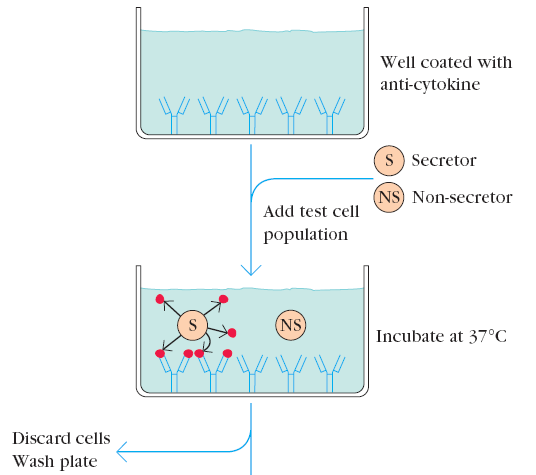 Well coated with
anti-cytokine
S Secretor
NS Non-secretor
Add test cell
population
S
NS
Incubate at 37°C
Discard cells
Wash plate